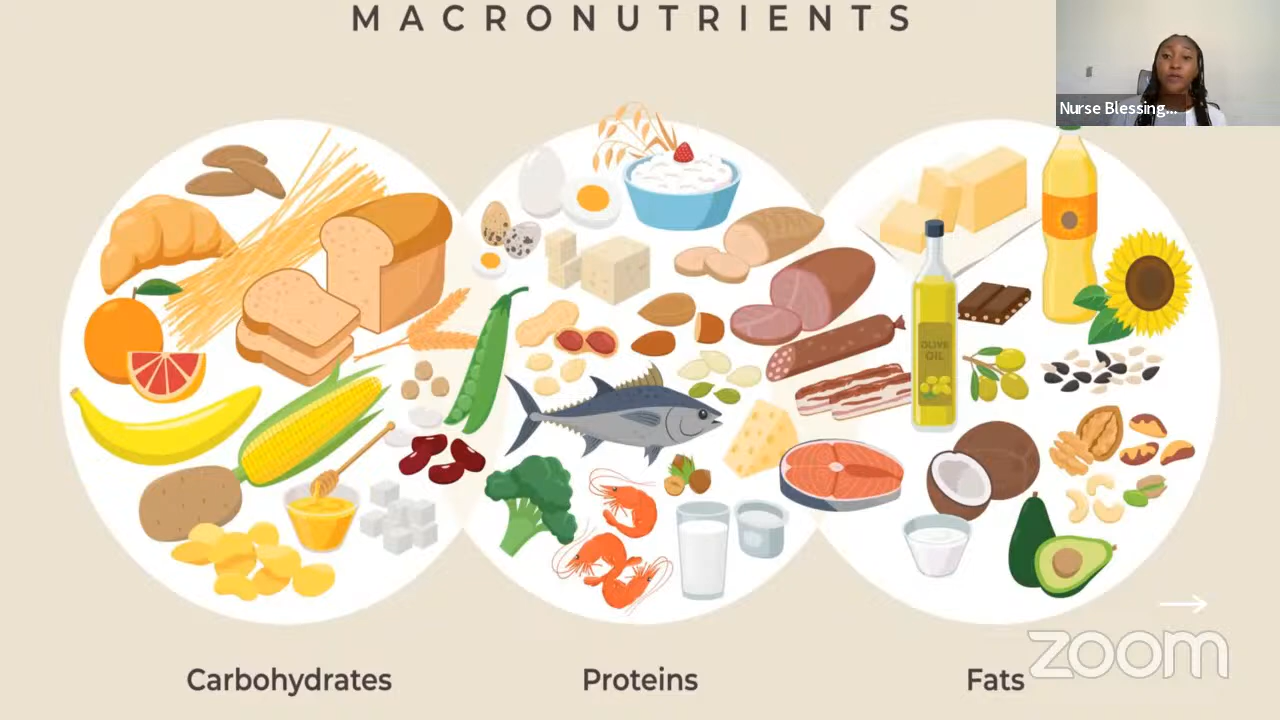 MACRONUTRIENTS
Nurse Blessing...
OLIVE
OIL
Carbohydrates
Proteins
Fats
zoom